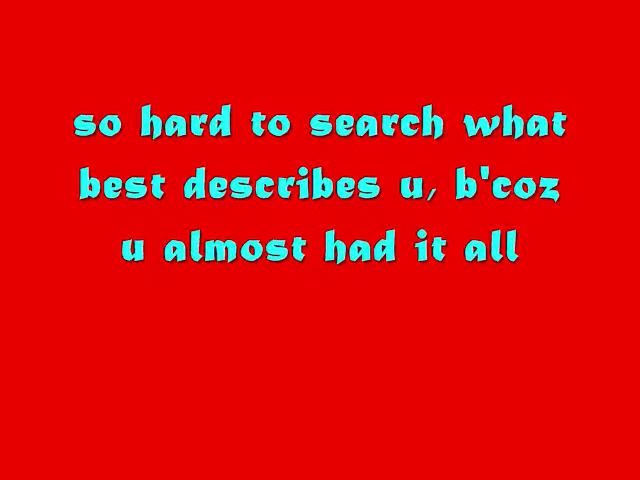 so hard to search what
best describes u, b'coz
u almost had it all